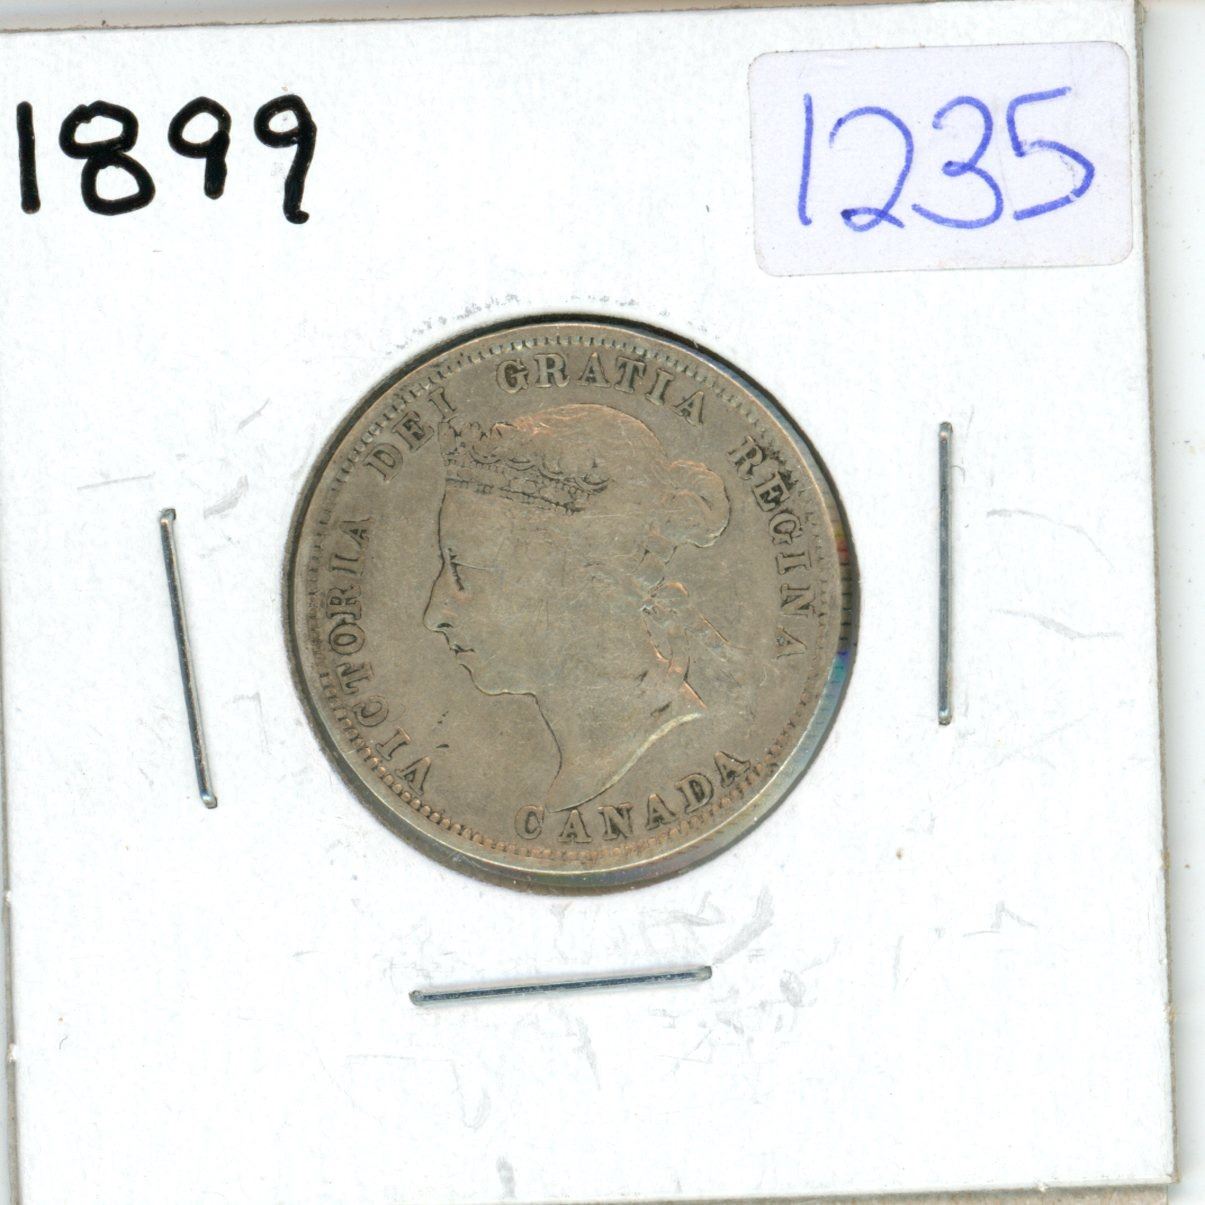 1899
1235
VICTORIA DEI GRATIA REGINA
CANADA